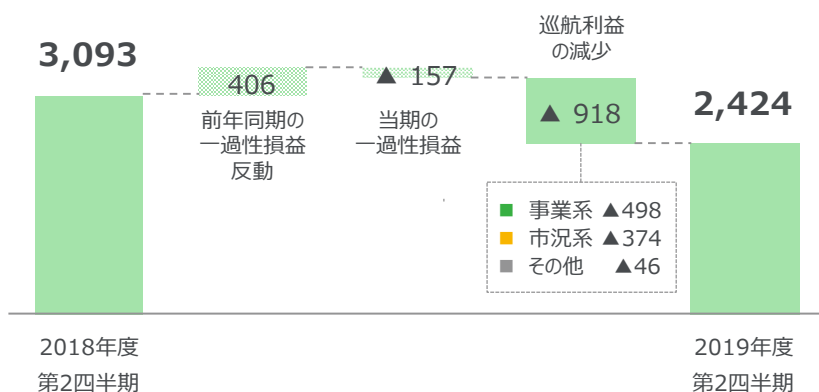 3,093
406
前年同期の
一過性損益
反動
▲ 157
当期の
一過性損益
巡航利益
の減少
▲ 918
2,424
■ 事業系 ▲498
■ 市況系 ▲374
■ その他 ▲46
2018年度
第2四半期
2019年度
第2四半期